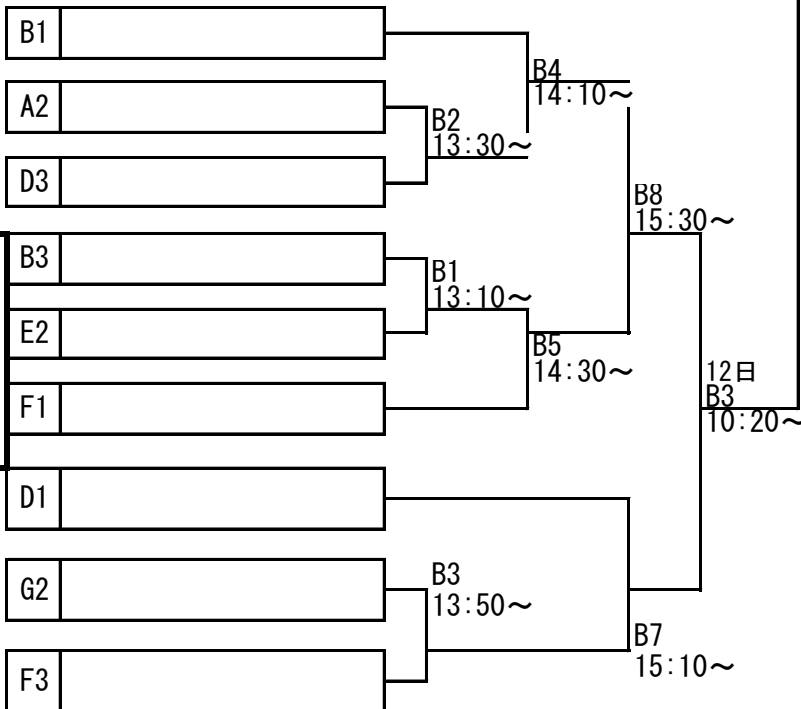 B1
B4
14:10～
A2
B2
13:30～
D3
B8
15:30～
B3
B1
13:10～
E2
B5
14:30～
12日
B3
10:20～
F1
D1
G2
B3
13:50～
B7
15:10～
F3